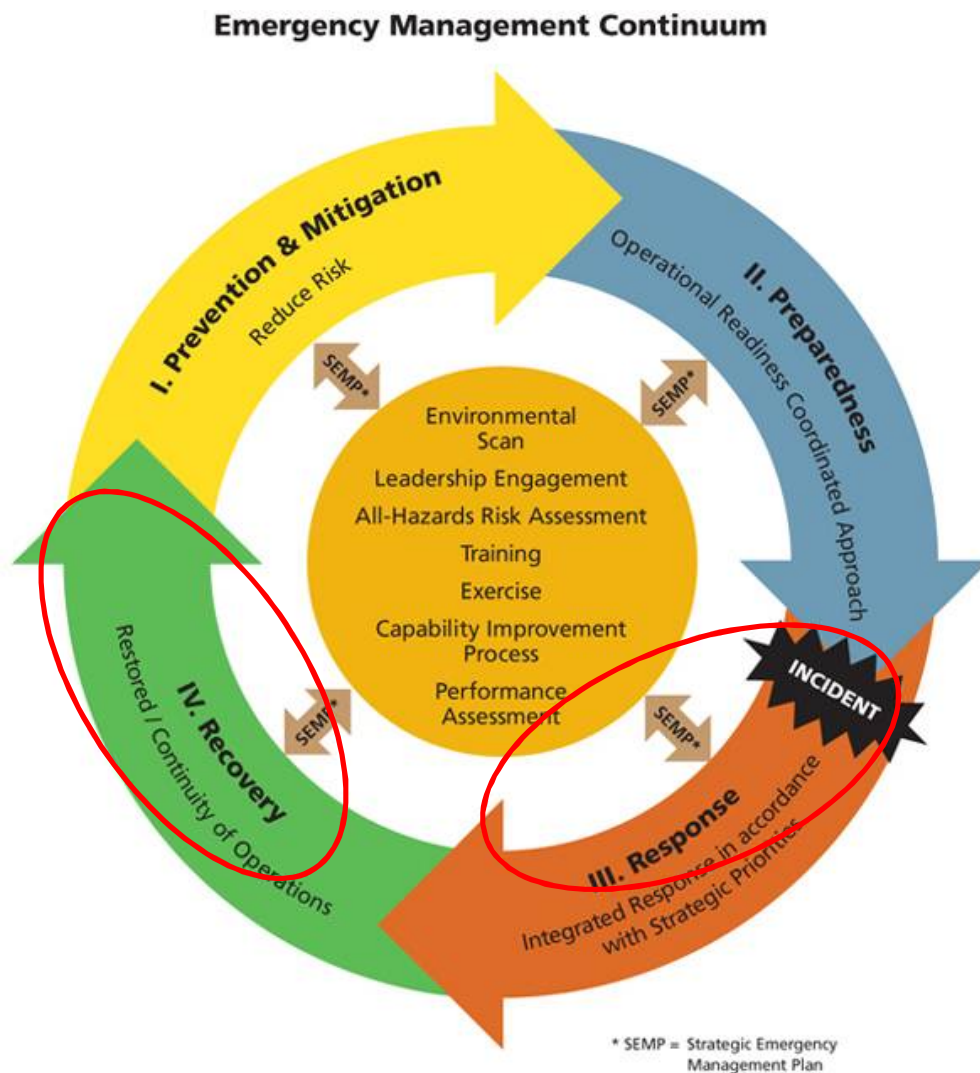 Emergency Management Continuum
I. Prevention & Mitigation
Reduce Risk
II. Preparedness
Operational Readiness Coordinated Approach
SEMP*
SEMP*
Environmental
Scan
Leadership Engagement
All-Hazards Risk Assessment
Training
Exercise
Capability Improvement
Process
Performance
Assessment
SEMP*
SEMP*
INCIDENT
III. Response
Integrated Response in accordance
with Strategic Priorities
IV. Recovery
Restored / Continuity of Operations
* SEMP = Strategic Emergency
Management Plan